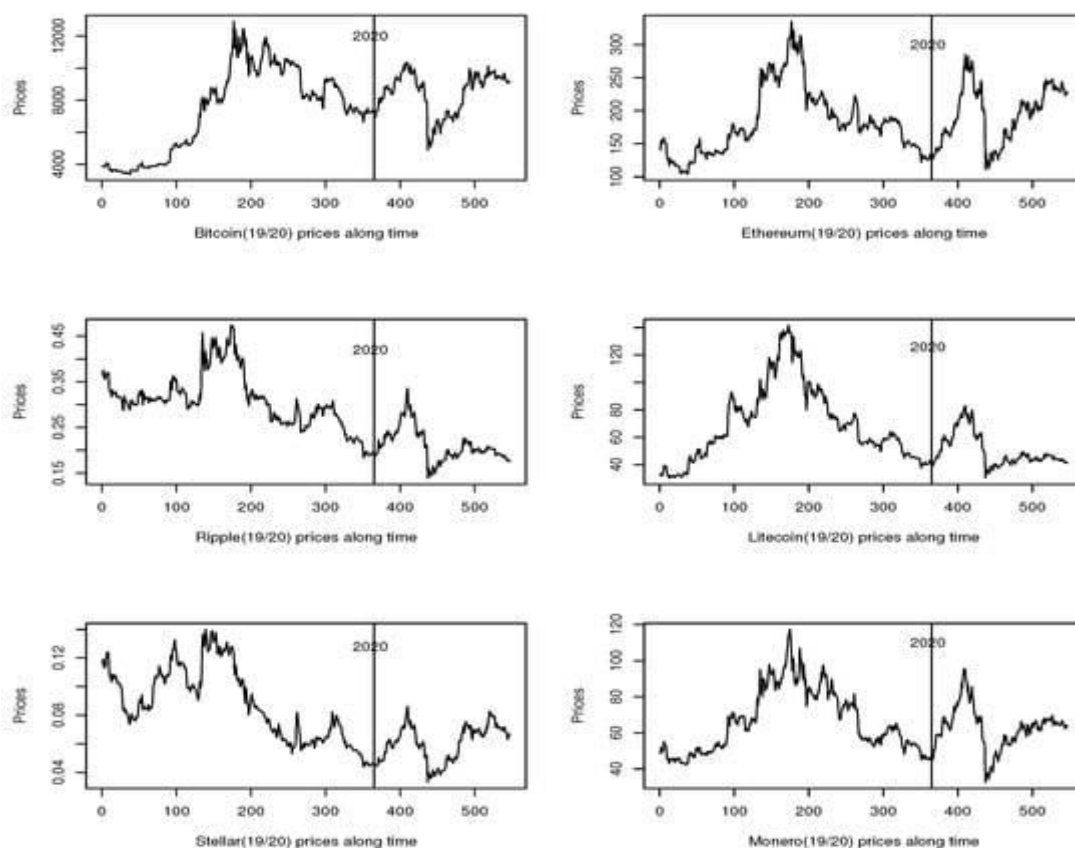 Prices
12000
8000
4000
2020
0 100 200 300 400 500
Bitcoin(19/20) prices along time
Prices
300
250
200
150
100
2020
0 100 200 300 400 500
Ethereum(19/20) prices along time
Prices
0.45
0.35
0.25
0.15
2020
0 100 200 300 400 500
Ripple(19/20) prices along time
Prices
120
80
60
40
2020
0 100 200 300 400 500
Litecoin(19/20) prices along time
Prices
0.12
0.08
0.04
2020
0 100 200 300 400 500
Stellar(19/20) prices along time
Prices
120
100
80
60
40
2020
0 100 200 300 400 500
Monero(19/20) prices along time